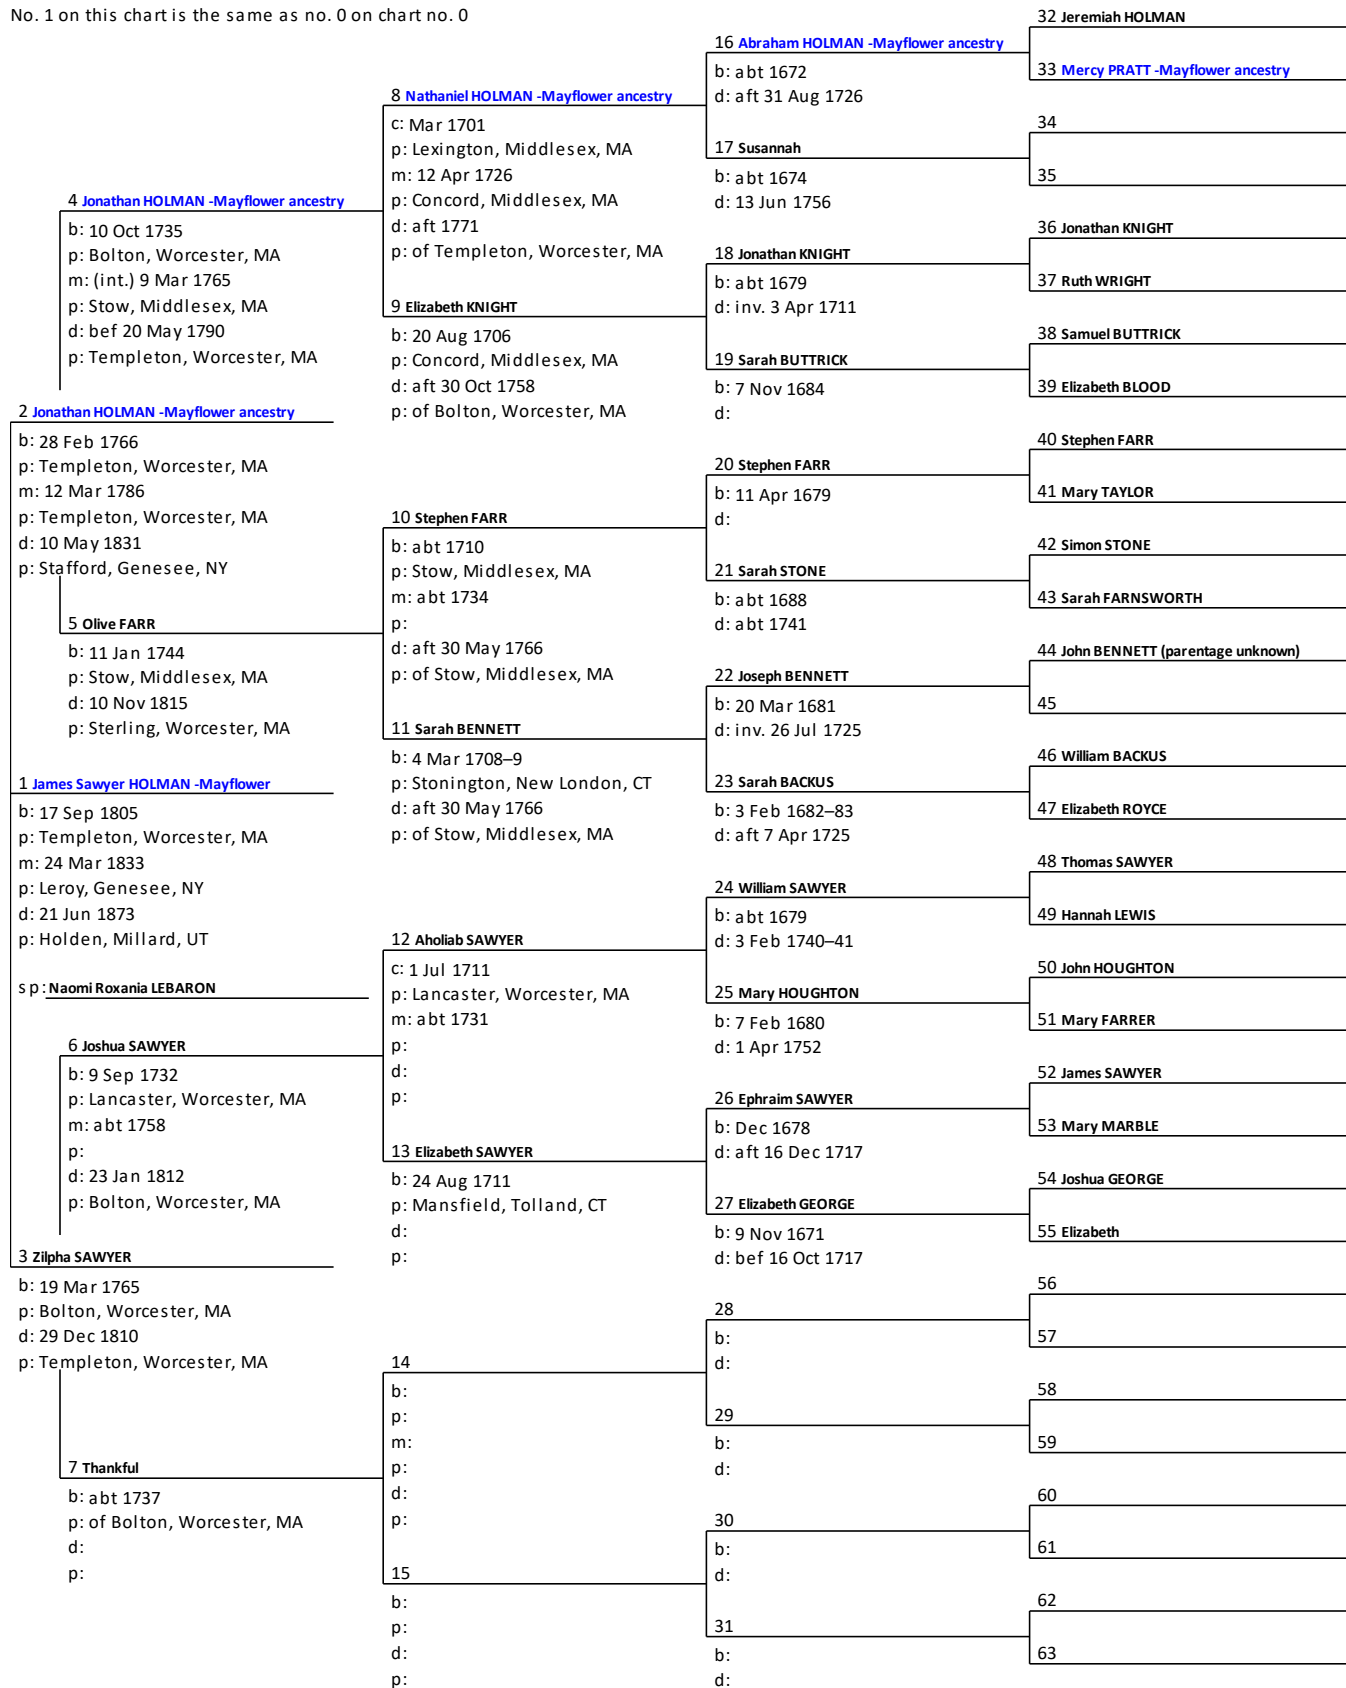 No. 1 on this chart is the same as no. 0 on chart no. 0
2 Jonathan HOLMAN -Mayflower ancestry
b: 28 Feb 1766
p: Templeton, Worcester, MA
m: 12 Mar 1786
p: Templeton, Worcester, MA
d: 10 May 1831
p: Stafford, Genesee, NY
1 James Sawyer HOLMAN -Mayflower
b: 17 Sep 1805
p: Templeton, Worcester, MA
m: 24 Mar 1833
p: Leroy, Genesee, NY
d: 21 Jun 1873
p: Holden, Millard, UT
sp: Naomi Roxania LEBARON
3 Zilpha SAWYER
b: 19 Mar 1765
p: Bolton, Worcester, MA
d: 29 Dec 1810
p: Templeton, Worcester, MA
4 Jonathan HOLMAN -Mayflower ancestry
b: 10 Oct 1735
p: Bolton, Worcester, MA
m: (int.) 9 Mar 1765
p: Stow, Middlesex, MA
d: bef 20 May 1790
p: Templeton, Worcester, MA
5 Olive FARR
b: 11 Jan 1744
p: Stow, Middlesex, MA
d: 10 Nov 1815
p: Sterling, Worcester, MA
6 Joshua SAWYER
b: 9 Sep 1732
p: Lancaster, Worcester, MA
m: abt 1758
p:
d: 23 Jan 1812
p: Bolton, Worcester, MA
7 Thankful
b: abt 1737
p: of Bolton, Worcester, MA
d:
p:
8 Nathaniel HOLMAN -Mayflower ancestry
c: Mar 1701
p: Lexington, Middlesex, MA
m: 12 Apr 1726
p: Concord, Middlesex, MA
d: aft 1771
p: of Templeton, Worcester, MA
9 Elizabeth KNIGHT
b: 20 Aug 1706
p: Concord, Middlesex, MA
d: aft 30 Oct 1758
p: of Bolton, Worcester, MA
10 Stephen FARR
b: abt 1710
p: Stow, Middlesex, MA
m: abt 1734
p:
d: aft 30 May 1766
p: of Stow, Middlesex, MA
11 Sarah BENNETT
b: 4 Mar 1708–9
p: Stonington, New London, CT
d: aft 30 May 1766
p: of Stow, Middlesex, MA
12 Aholiab SAWYER
c: 1 Jul 1711
p: Lancaster, Worcester, MA
m: abt 1731
p:
d:
p:
13 Elizabeth SAWYER
b: 24 Aug 1711
p: Mansfield, Tolland, CT
d:
p:
14
b:
p:
m:
p:
d:
p:
15
b:
p:
d:
p:
16 Abraham HOLMAN -Mayflower ancestry
b: abt 1672
d: aft 31 Aug 1726
17 Susannah
b: abt 1674
d: 13 Jun 1756
18 Jonathan KNIGHT
b: abt 1679
d: inv. 3 Apr 1711
19 Sarah BUTTRICK
b: 7 Nov 1684
d:
20 Stephen FARR
b: 11 Apr 1679
d:
21 Sarah STONE
b: abt 1688
d: abt 1741
22 Joseph BENNETT
b: 20 Mar 1681
d: inv. 26 Jul 1725
23 Sarah BACKUS
b: 3 Feb 1682–83
d: aft 7 Apr 1725
24 William SAWYER
b: abt 1679
d: 3 Feb 1740–41
25 Mary HOUGHTON
b: 7 Feb 1680
d: 1 Apr 1752
26 Ephraim SAWYER
b: Dec 1678
d: aft 16 Dec 1717
27 Elizabeth GEORGE
b: 9 Nov 1671
d: bef 16 Oct 1717
28
b:
d:
29
b:
d:
30
b:
d:
31
b:
d:
32 Jeremiah HOLMAN
33 Mercy PRATT -Mayflower ancestry
34
35
36 Jonathan KNIGHT
37 Ruth WRIGHT
38 Samuel BUTTRICK
39 Elizabeth BLOOD
40 Stephen FARR
41 Mary TAYLOR
42 Simon STONE
43 Sarah FARNSWORTH
44 John BENNETT (parentage unknown)
45
46 William BACKUS
47 Elizabeth ROYCE
48 Thomas SAWYER
49 Hannah LEWIS
50 John HOUGHTON
51 Mary FARRER
52 James SAWYER
53 Mary MARBLE
54 Joshua GEORGE
55 Elizabeth
56
57
58
59
60
61
62
63